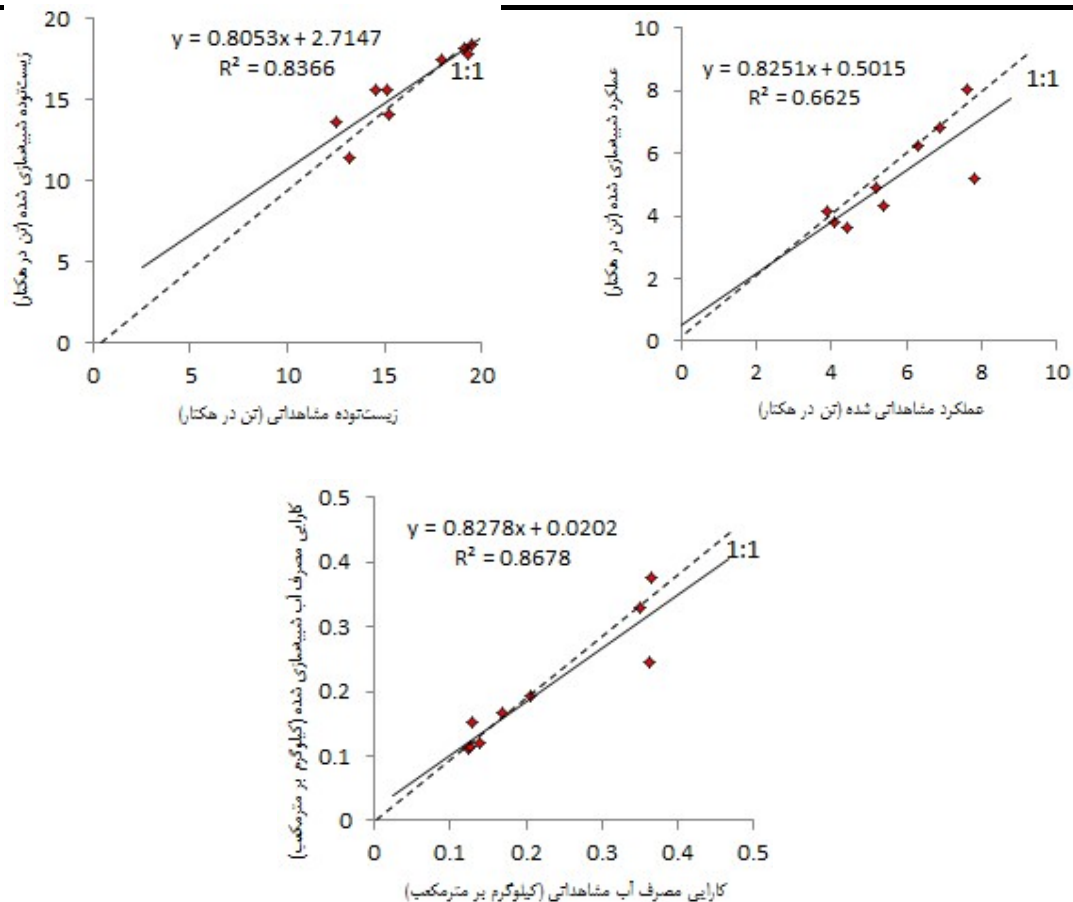 زیست‌توده شبیه‌سازی شده (تن در هکتار)
20
15
10
5
0
y = 0.8053x + 2.7147
R² = 0.8366
1:1
0 5 10 15 20
زیست‌توده مشاهداتی (تن در هکتار)
عملکرد شبیه‌سازی شده (تن در هکتار)
10
8
6
4
2
0
y = 0.8251x + 0.5015
R² = 0.6625
1:1
0 2 4 6 8 10
عملکرد مشاهداتی شده (تن در هکتار)
کارایی مصرف آب شبیه‌سازی شده (کیلوگرم بر مترمکعب)
0.5
0.4
0.3
0.2
0.1
0
y = 0.8278x + 0.0202
R² = 0.8678
1:1
0 0.1 0.2 0.3 0.4 0.5
کارایی مصرف آب مشاهداتی (کیلوگرم بر مترمکعب)